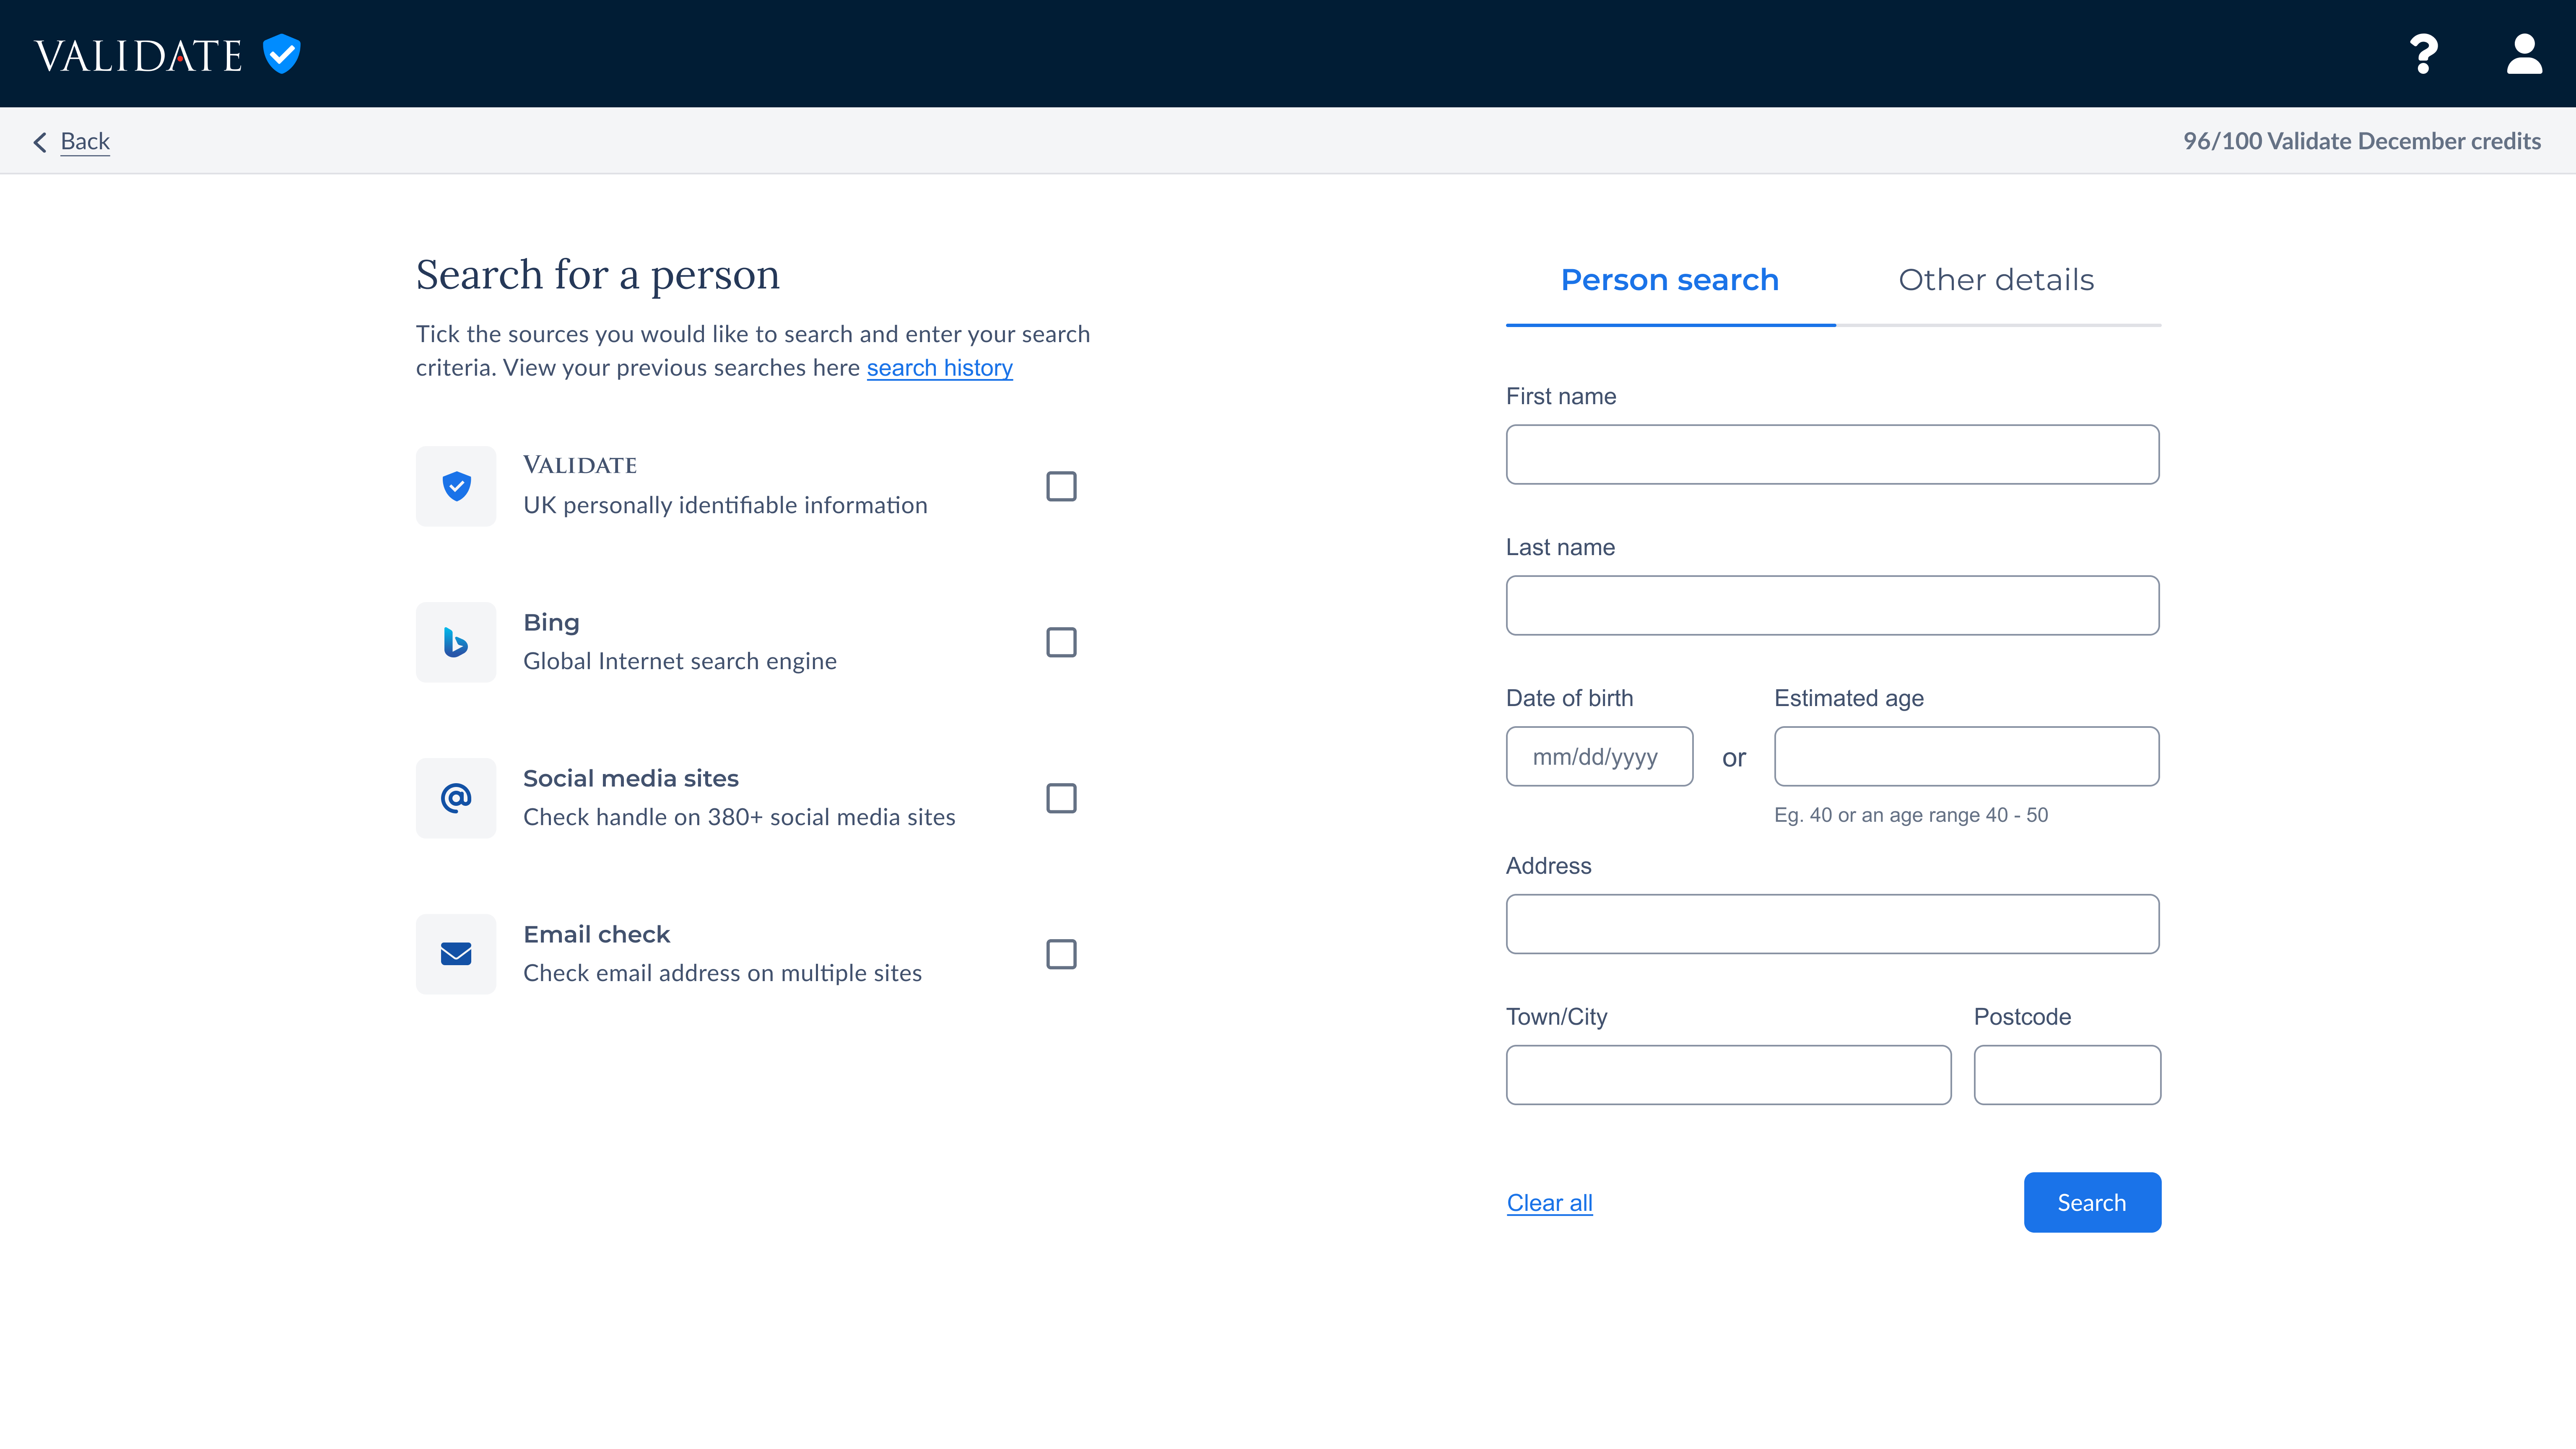 VALIDATE
Back
96/100 Validate December credits
Search for a person
Tick the sources you would like to search and enter your search
criteria. View your previous searches here search history
VALIDATE
UK personally identifiable information
Bing
Global Internet search engine
Social media sites
Check handle on 380+ social media sites
Email check
Check email address on multiple sites
Person search
Other details
First name
Last name
Date of birth
Estimated age
mm/dd/yyyy
or
Eg. 40 or an age range 40 - 50
Address
Town/City
Postcode
Clear all
Search